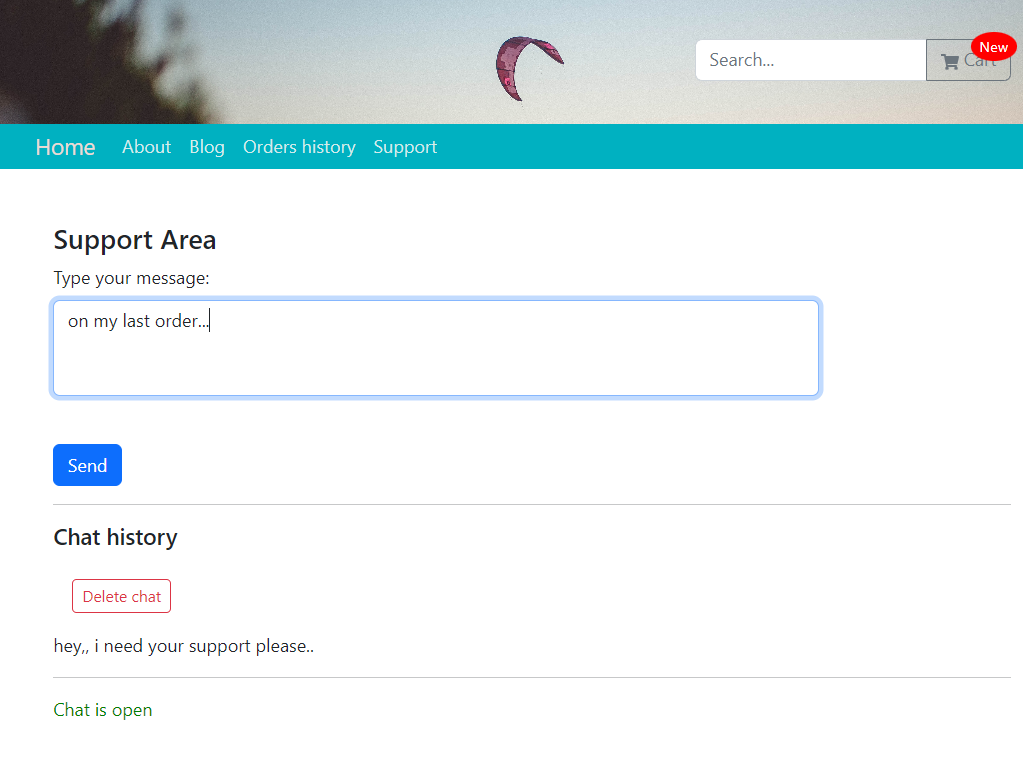 New
Search...
Cart
Home About Blog Orders history Support
Support Area
Type your message:
on my last order...
Send
Chat history
Delete chat
hey,, i need your support please..
Chat is open